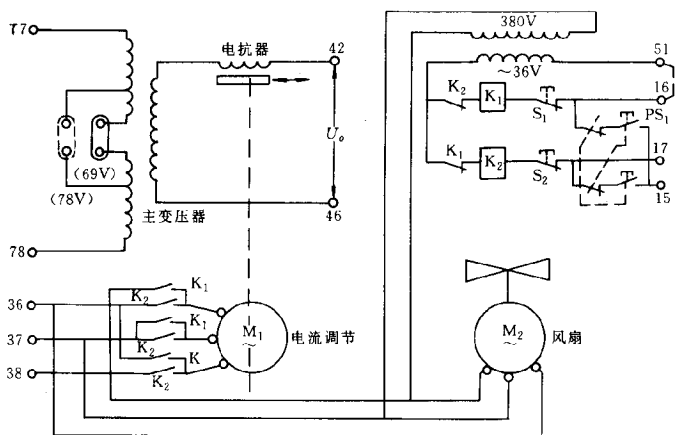 380V
77
电抗器
42
51
~36V
K₂
K₁
S₁
16
PS₁
U₀
(69V)
(78V)
K₁
K₂
S₂
17
15
主变压器
46
78
K₁
36
K₂
K₁
M₁
~
电流调节
M₂
~
风扇
37
K₂
K
38
K₂